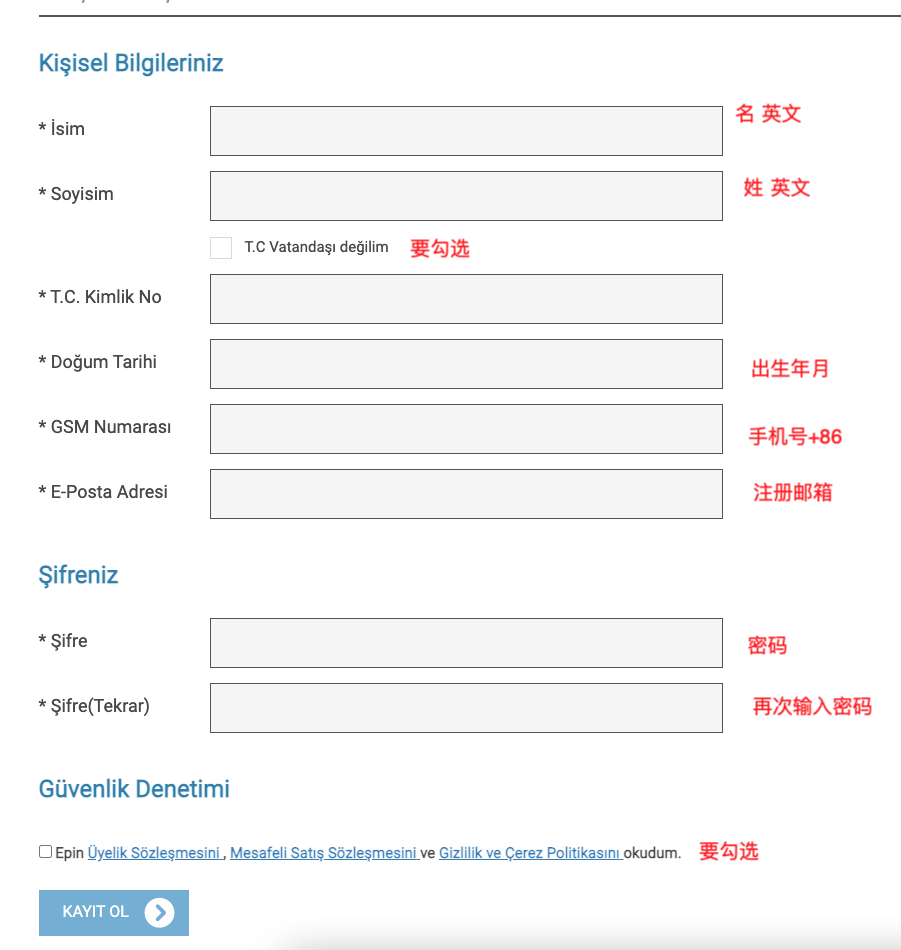 Kişisel Bilgileriniz
* İsim 名 英文
* Soyisim 姓 英文
T.C Vatandaşı değilim 要勾选
* T.C. Kimlik No
* Doğum Tarihi 出生年月
* GSM Numarası 手机号+86
* E-Posta Adresi 注册邮箱
Şifreniz
* Şifre 密码
* Şifre(Tekrar) 再次输入密码
Güvenlik Denetimi
Epin Üyelik Sözleşmesini , Mesafeli Satış Sözleşmesini ve Gizlilik ve Çerez Politikasını okudum. 要勾选
KAYIT OL